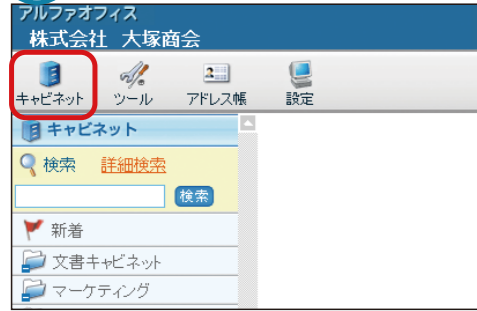 アルファオフィス
株式会社 大塚商会
キャビネット ツール アドレス帳 設定
キャビネット
検索 詳細検索
検索
新着
文書キャビネット
マーケティング